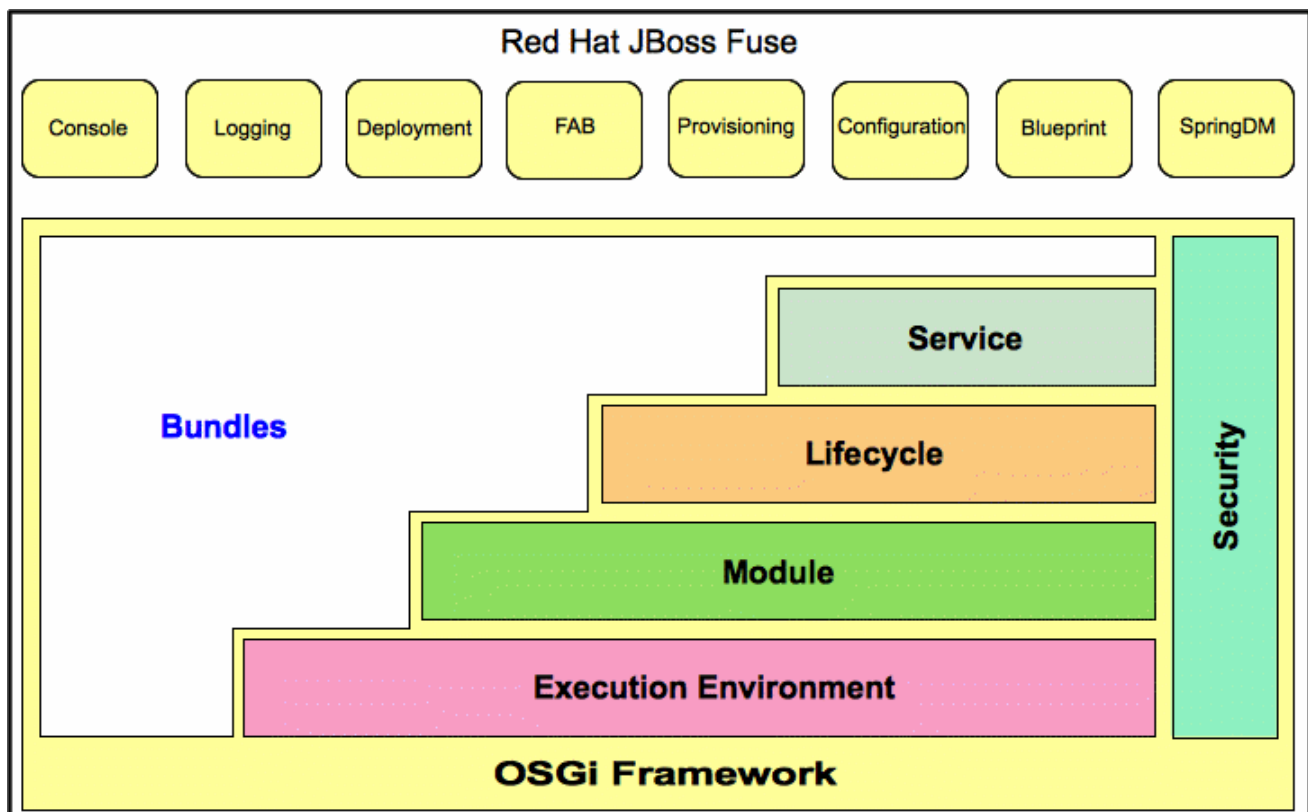 Red Hat JBoss Fuse
Console
Logging
Deployment
FAB
Provisioning
Configuration
Blueprint
SpringDM
Service
Bundles
Lifecycle
Security
Module
Execution Environment
OSGi Framework